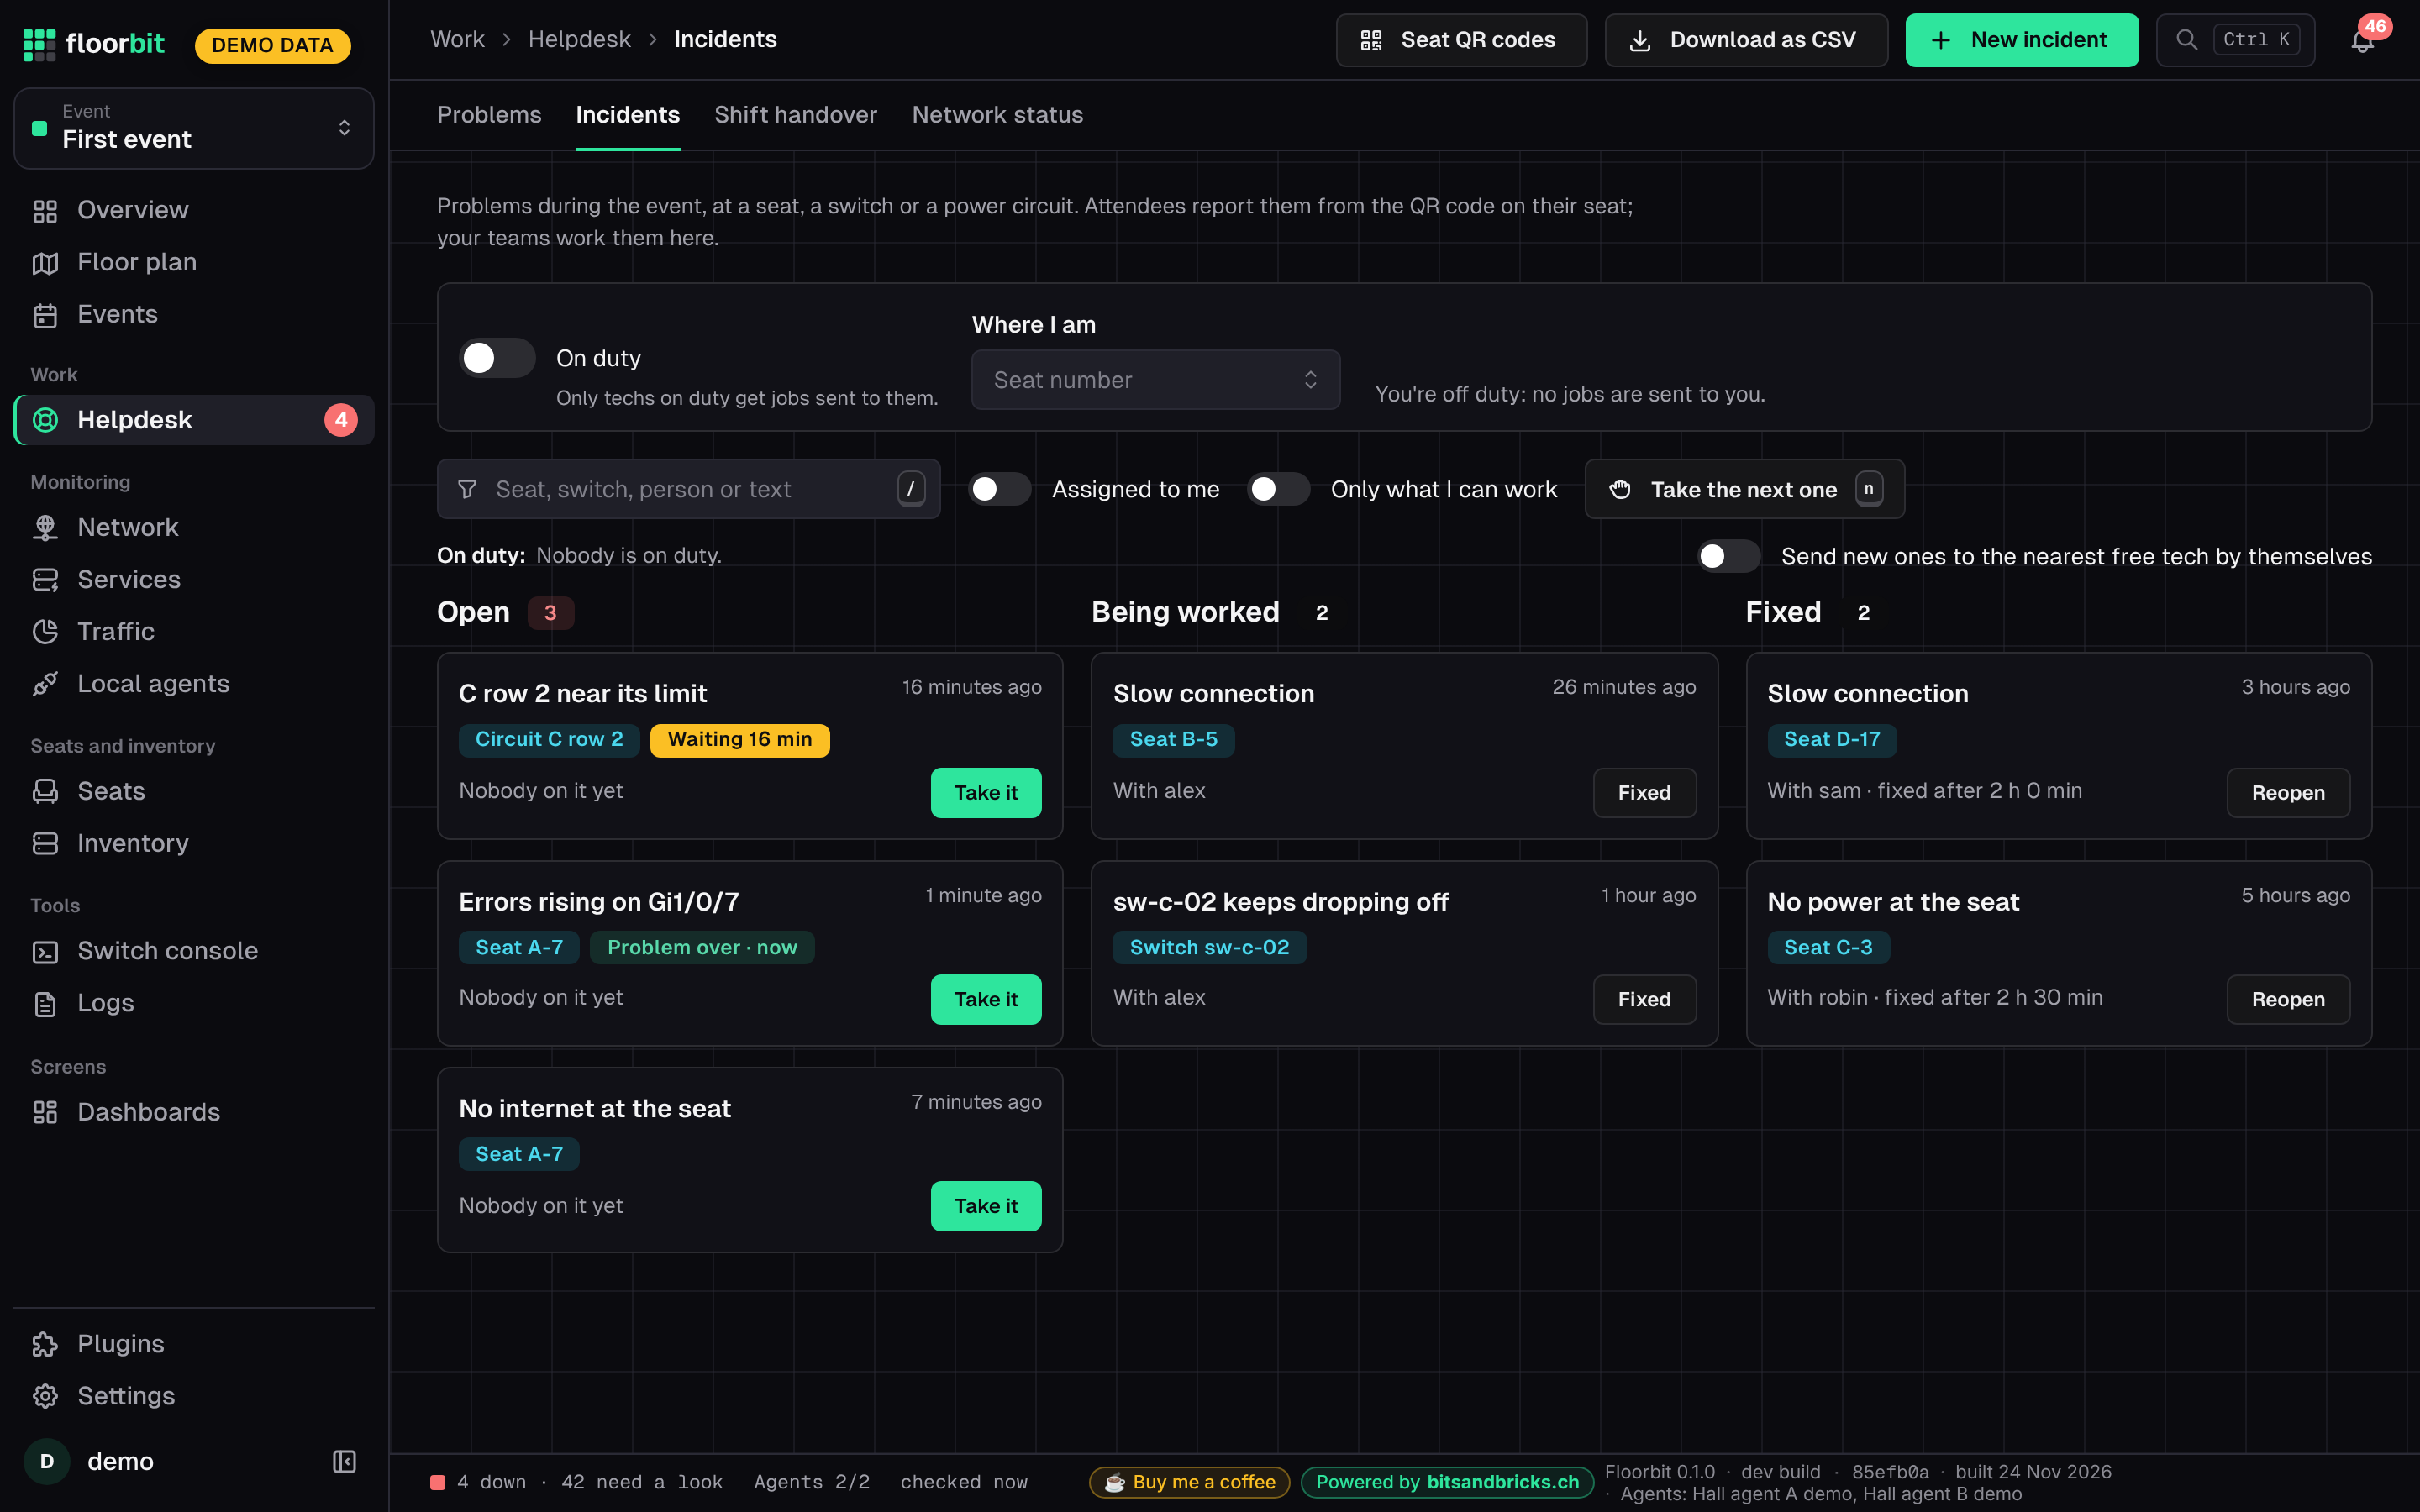 floorbit DEMO DATA
Event
First event
Overview
Floor plan
Events
Work
Helpdesk 4
Monitoring
Network
Services
Traffic
Local agents
Seats and inventory
Seats
Inventory
Tools
Switch console
Logs
Screens
Dashboards
Plugins
Settings
D demo
Work Helpdesk Incidents
Seat QR codes Download as CSV New incident Ctrl K 46
Problems Incidents Shift handover Network status
Problems during the event, at a seat, a switch or a power circuit. Attendees report them from the QR code on their seat;
your teams work them here.
On duty
Only techs on duty get jobs sent to them.
Where I am
Seat number
You're off duty: no jobs are sent to you.
Seat, switch, person or text / Assigned to me Only what I can work Take the next one n
On duty: Nobody is on duty. Send new ones to the nearest free tech by themselves
Open 3
C row 2 near its limit 16 minutes ago
Circuit C row 2 Waiting 16 min
Nobody on it yet Take it
Errors rising on Gi1/0/7 1 minute ago
Seat A-7 Problem over · now
Nobody on it yet Take it
No internet at the seat 7 minutes ago
Seat A-7
Nobody on it yet Take it
Being worked 2
Slow connection 26 minutes ago
Seat B-5
With alex Fixed
sw-c-02 keeps dropping off 1 hour ago
Switch sw-c-02
With alex Fixed
Fixed 2
Slow connection 3 hours ago
Seat D-17
With sam · fixed after 2 h 0 min Reopen
No power at the seat 5 hours ago
Seat C-3
With robin · fixed after 2 h 30 min Reopen
4 down · 42 need a look Agents 2/2 checked now
☕ Buy me a coffee Powered by bitsandbricks.ch
Floorbit 0.1.0 · dev build · 85efb0a · built 24 Nov 2026
· Agents: Hall agent A demo, Hall agent B demo